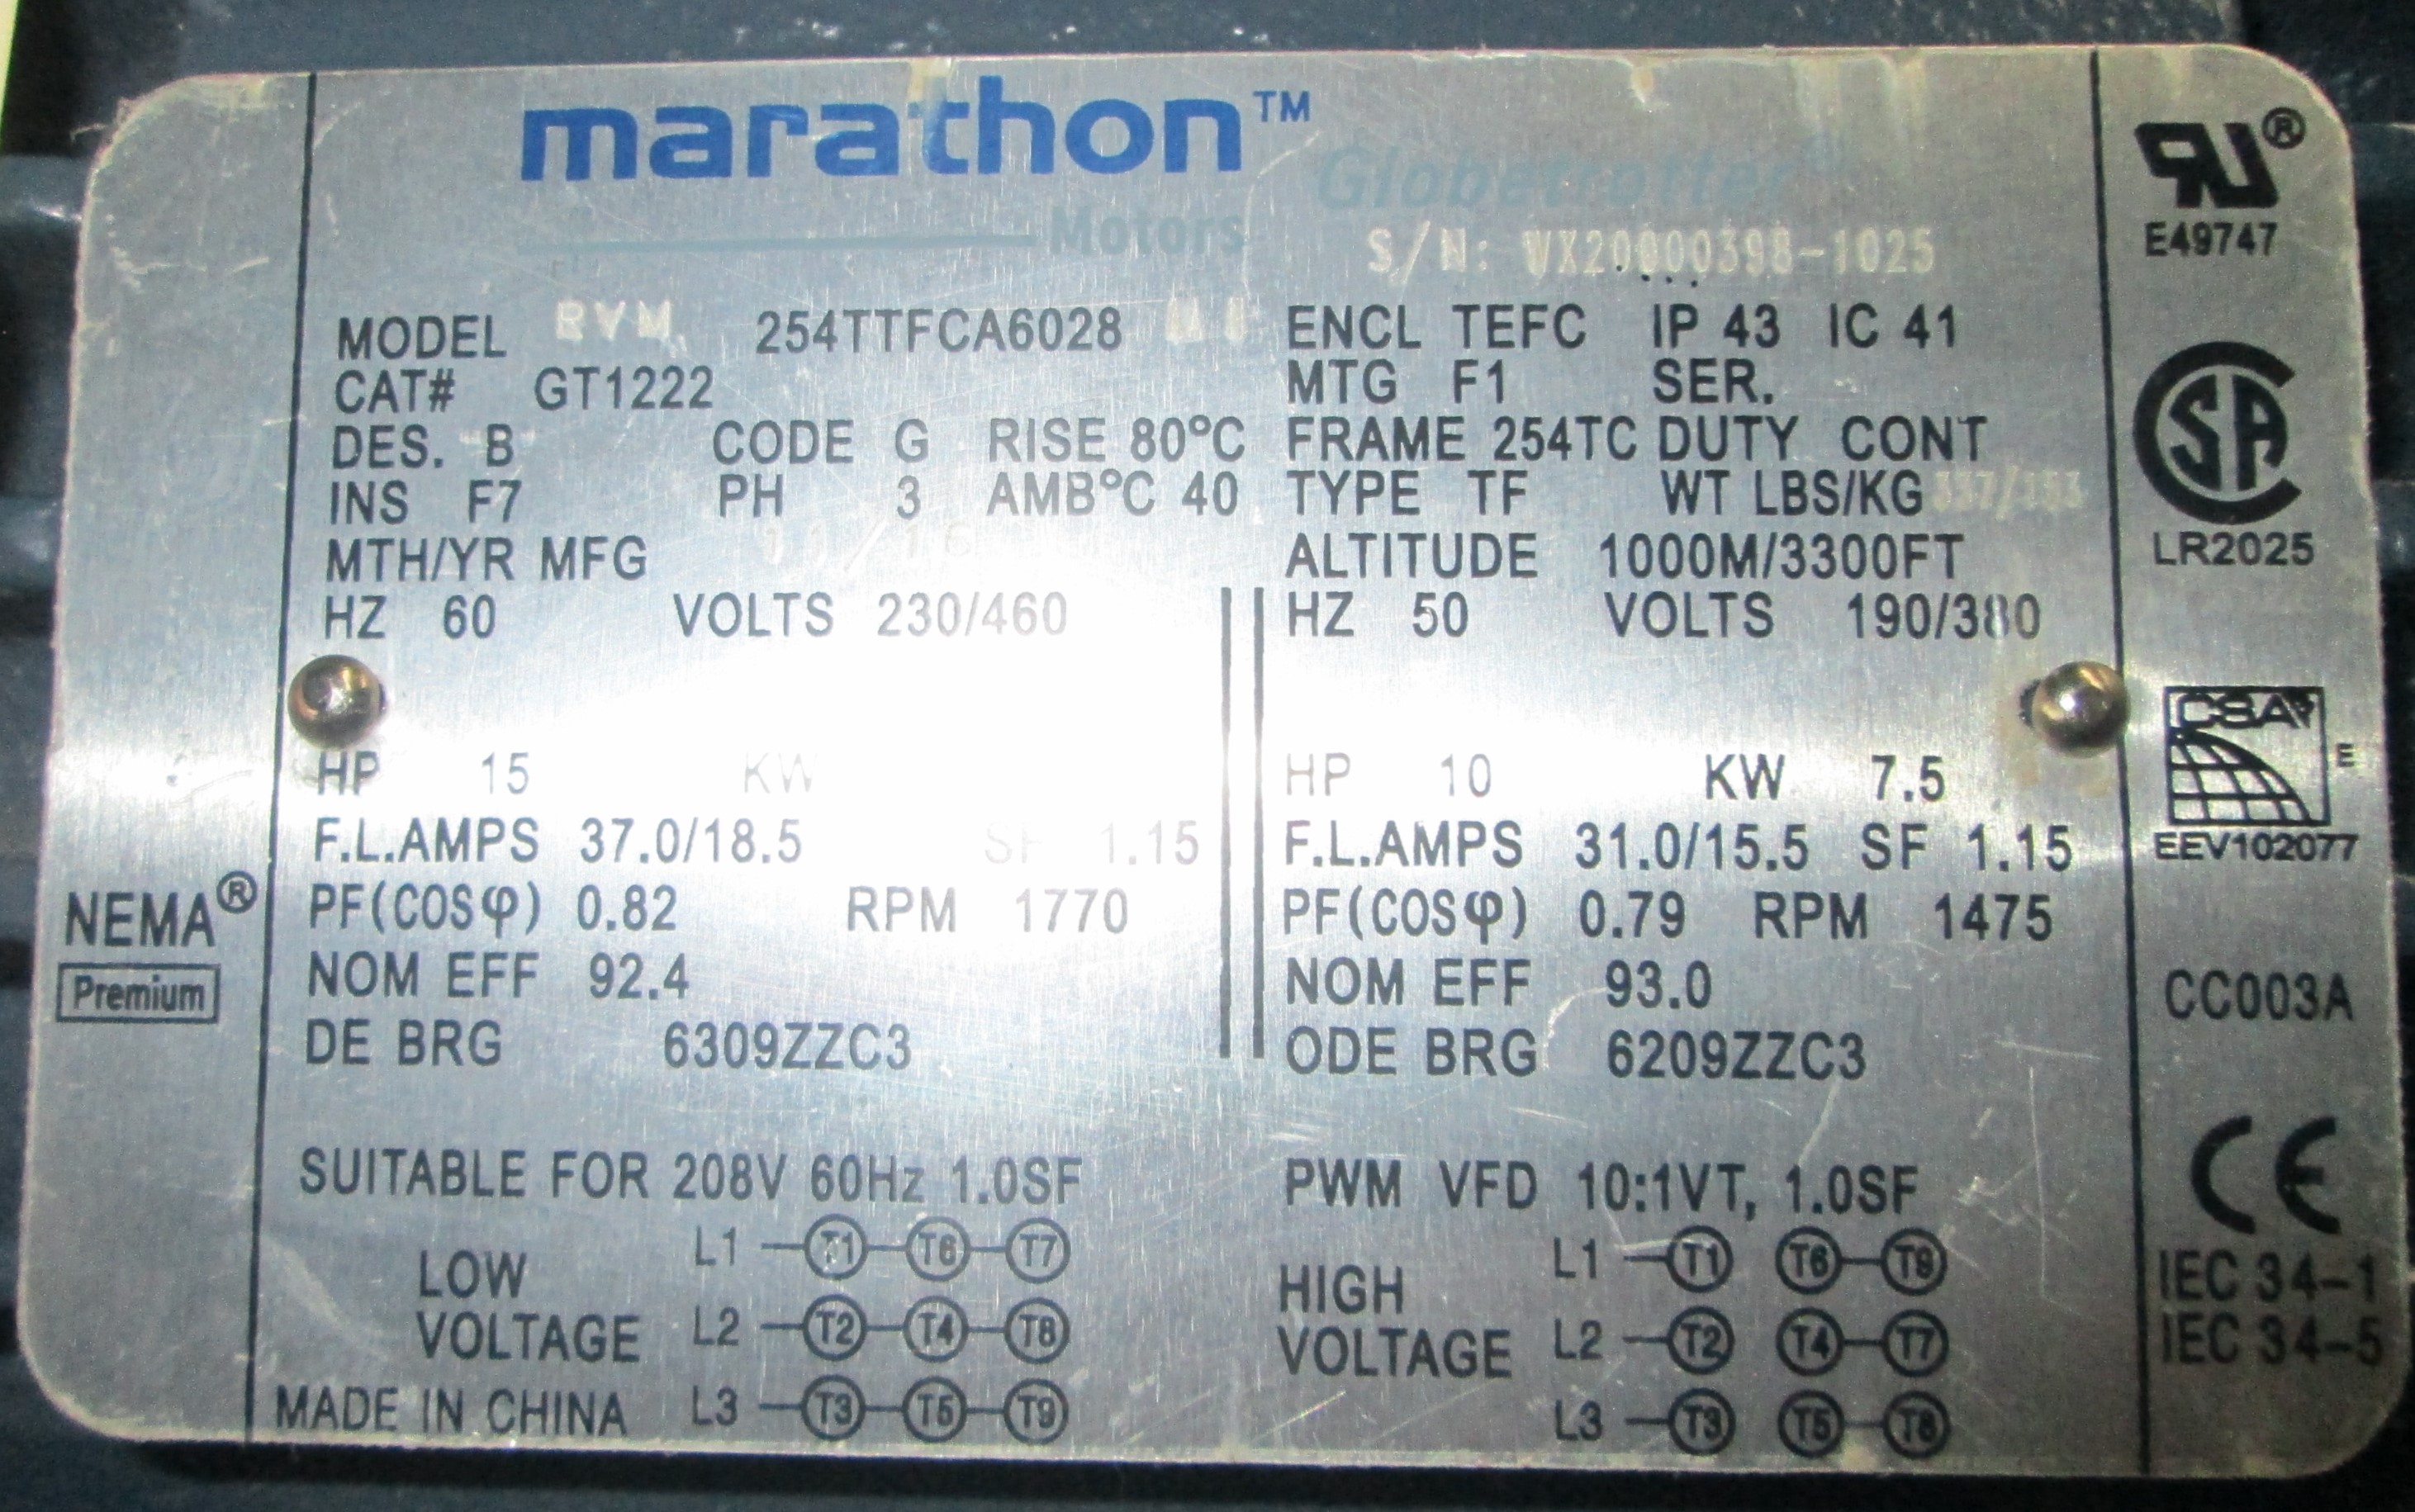 marathon™
Motors
Globetrotter®
S/N: WX20000398-1025
MODEL RVM 254TTFCA6028
CAT# GT1222
DES. B CODE G RISE 80°C
INS F7 PH 3 AMB°C 40
MTH/YR MFG 11/16
HZ 60 VOLTS 230/460
HP 15 KW
F.L.AMPS 37.0/18.5 SF 1.15
PF(COSφ) 0.82 RPM 1770
NOM EFF 92.4
DE BRG 6309ZZC3
ENCL TEFC IP 43 IC 41
MTG F1 SER.
FRAME 254TC DUTY CONT
TYPE TF WT LBS/KG
ALTITUDE 1000M/3300FT
HZ 50 VOLTS 190/380
HP 10 KW 7.5
F.L.AMPS 31.0/15.5 SF 1.15
PF(COSφ) 0.79 RPM 1475
NOM EFF 93.0
ODE BRG 6209ZZC3
SUITABLE FOR 208V 60Hz 1.0SF
PWM VFD 10:1VT, 1.0SF
LOW VOLTAGE
L1 T1 T6 T7
L2 T2 T4 T8
L3 T3 T5 T9
HIGH VOLTAGE
L1 T1 T6 T9
L2 T2 T4 T7
L3 T3 T5 T8
MADE IN CHINA
NEMA®
Premium
RU®
E49747
SA
LR2025
CSA
E
EEV102077
CC003A
CE
IEC 34-1
IEC 34-5